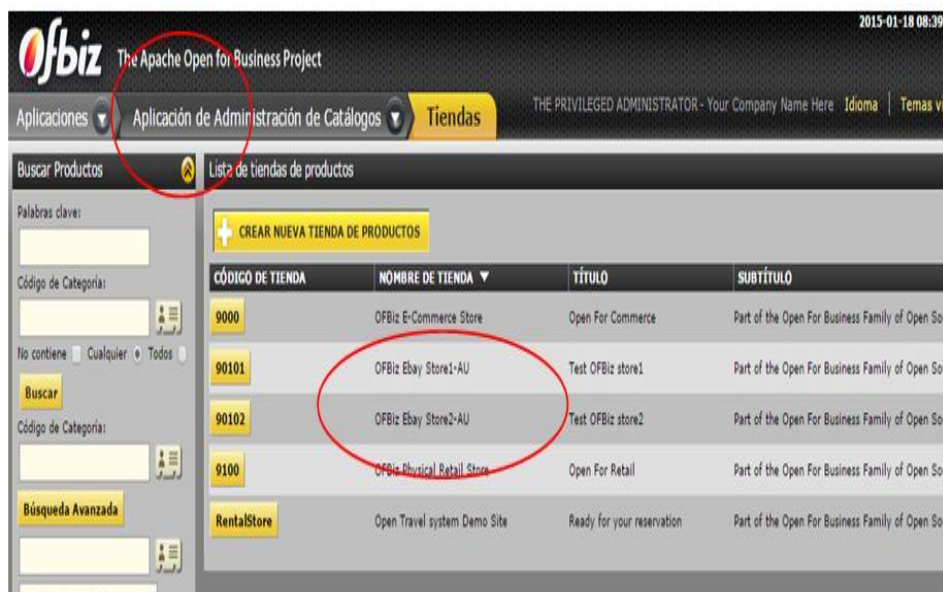 2015-01-18 08:39
Ofbiz The Apache Open for Business Project
Aplicaciones Aplicación de Administración de Catálogos Tiendas THE PRIVILEGED ADMINISTRATOR - Your Company Name Here Idioma Temas v
Buscar Productos
Palabras clave:
Código de Categoría:
No contiene Cualquier Todos
Buscar
Código de Categoría:
Búsqueda Avanzada
Lista de tiendas de productos
CREAR NUEVA TIENDA DE PRODUCTOS
CÓDIGO DE TIENDA NOMBRE DE TIENDA ▼ TÍTULO SUBTÍTULO
9000 OFBiz E-Commerce Store Open For Commerce Part of the Open For Business Family of Open So
90101 OFBiz Ebay Store1-AU Test OFBiz store1 Part of the Open For Business Family of Open So
90102 OFBiz Ebay Store2-AU Test OFBiz store2 Part of the Open For Business Family of Open So
9100 OFBiz Physical Retail Store Open For Retail Part of the Open For Business Family of Open So
RentalStore Open Travel system Demo Site Ready for your reservation Part of the Open For Business Family of Open So